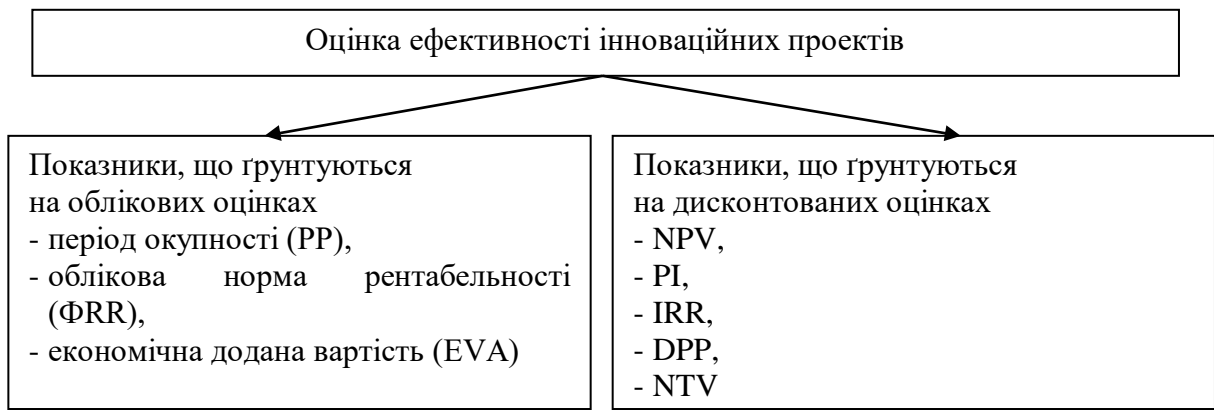 Оцінка ефективності інноваційних проектів
Показники, що ґрунтуються
на облікових оцінках
- період окупності (PP),
- облікова норма рентабельності
(ФRR),
- економічна додана вартість (EVA)
Показники, що ґрунтуються
на дисконтованих оцінках
- NPV,
- PI,
- IRR,
- DPP,
- NTV